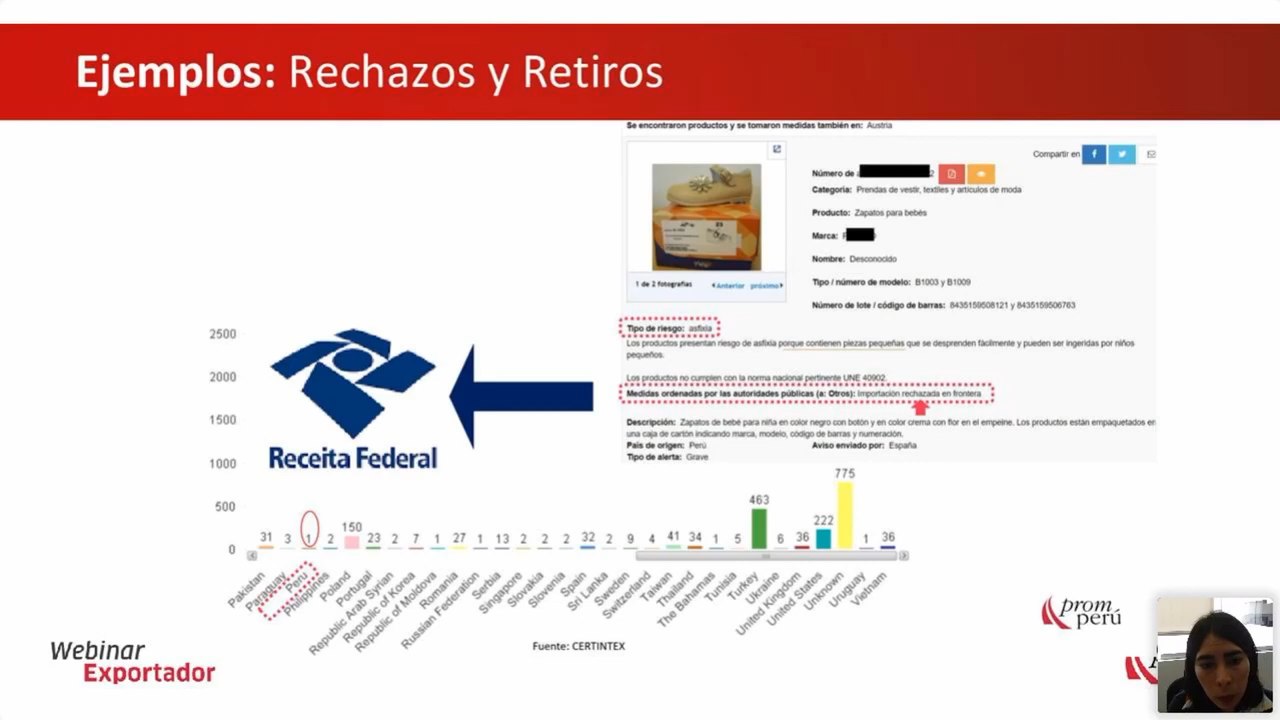 Ejemplos: Rechazos y Retiros
Se encontraron productos y se tomaron medidas también en: Austria
Compartir en
Número de
Categoría: Prendas de vestir, textiles y artículos de moda
Producto: Zapatos para bebés
Marca:
Nombre: Desconocido
Tipo / número de modelo: B1003 y B1009
Número de lote / código de barras: 8435159508121 y 8435159506763
1 de 2 fotografías
Anterior próximo
Tipo de riesgo: asfixia
Los productos presentan riesgo de asfixia porque contienen piezas pequeñas que se desprenden fácilmente y pueden ser ingeridas por niños
pequeños.
Los productos no cumplen con la norma nacional pertinente UNE 40902.
Medidas ordenadas por las autoridades públicas (a: Otros): Importación rechazada en frontera
Descripción: Zapatos de bebé para niña en color negro con botón y en color crema con flor en el empeine. Los productos están empaquetados en
una caja de cartón indicando marca, modelo, código de barras y numeración.
País de origen: Perú
Aviso enviado por: España
Tipo de alerta: Grave
Receita Federal
2500
2000
1500
1000
500
0
31 3 1 2 150 23 2 7 1 27 1 13 2 2 2 32 2 9 4 41 34 1 5 463 6 36 222 775 1 36
Pakistan
Paraguay
Peru
Philippines
Poland
Portugal
Republic Arab Syrian
Republic of Korea
Republic of Moldova
Romania
Russian Federation
Serbia
Singapore
Slovakia
Slovenia
Spain
Sri Lanka
Sweden
Switzerland
Taiwan
Thailand
The Bahamas
Tunisia
Turkey
Ukraine
United Kingdom
United States
Unknown
Uruguay
Vietnam
Fuente: CERTINTEX
Webinar
Exportador
prom
perú